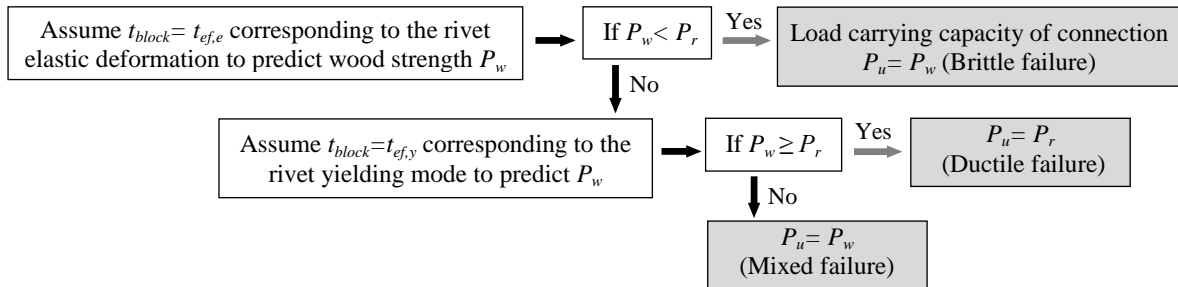 Assume t_block = t_ef,e corresponding to the rivet
elastic deformation to predict wood strength P_w
If P_w < P_r
Yes
Load carrying capacity of connection
P_u = P_w (Brittle failure)
No
Assume t_block=t_ef,y corresponding to the
rivet yielding mode to predict P_w
If P_w ≥ P_r
Yes
P_u = P_r
(Ductile failure)
No
P_u = P_w
(Mixed failure)